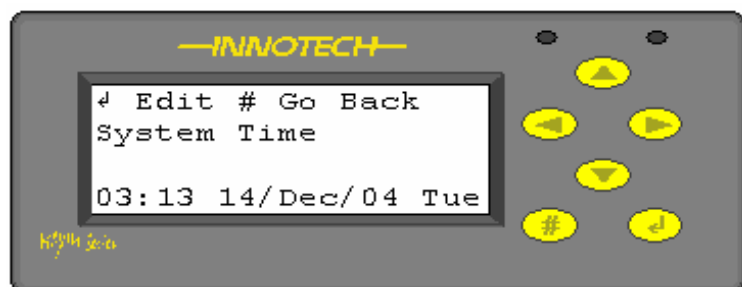 INNOTECH
↲ Edit # Go Back
System Time
03:13 14/Dec/04 Tue
#
↲